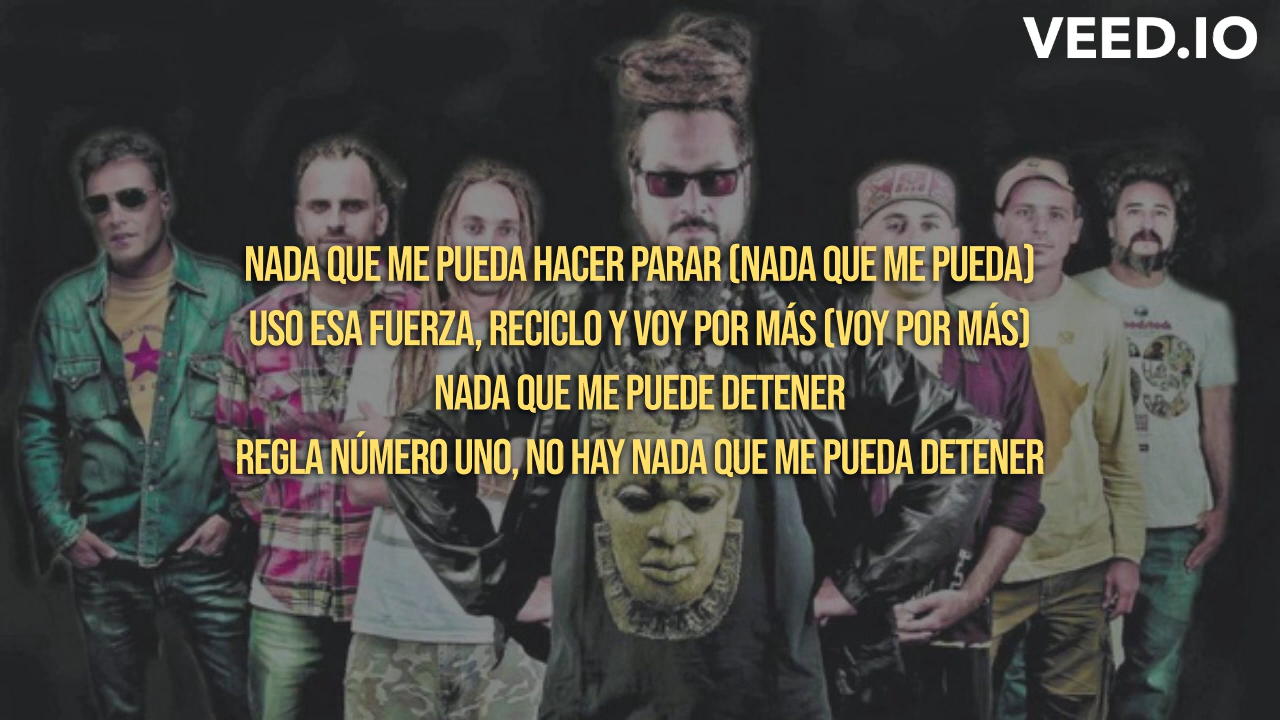 VEED.IO
NADA QUE ME PUEDA HACER PARAR (NADA QUE ME PUEDA)
USO ESA FUERZA, RECICLO Y VOY POR MÁS (VOY POR MÁS)
NADA QUE ME PUEDE DETENER
REGLA NÚMERO UNO, NO HAY NADA QUE ME PUEDA DETENER